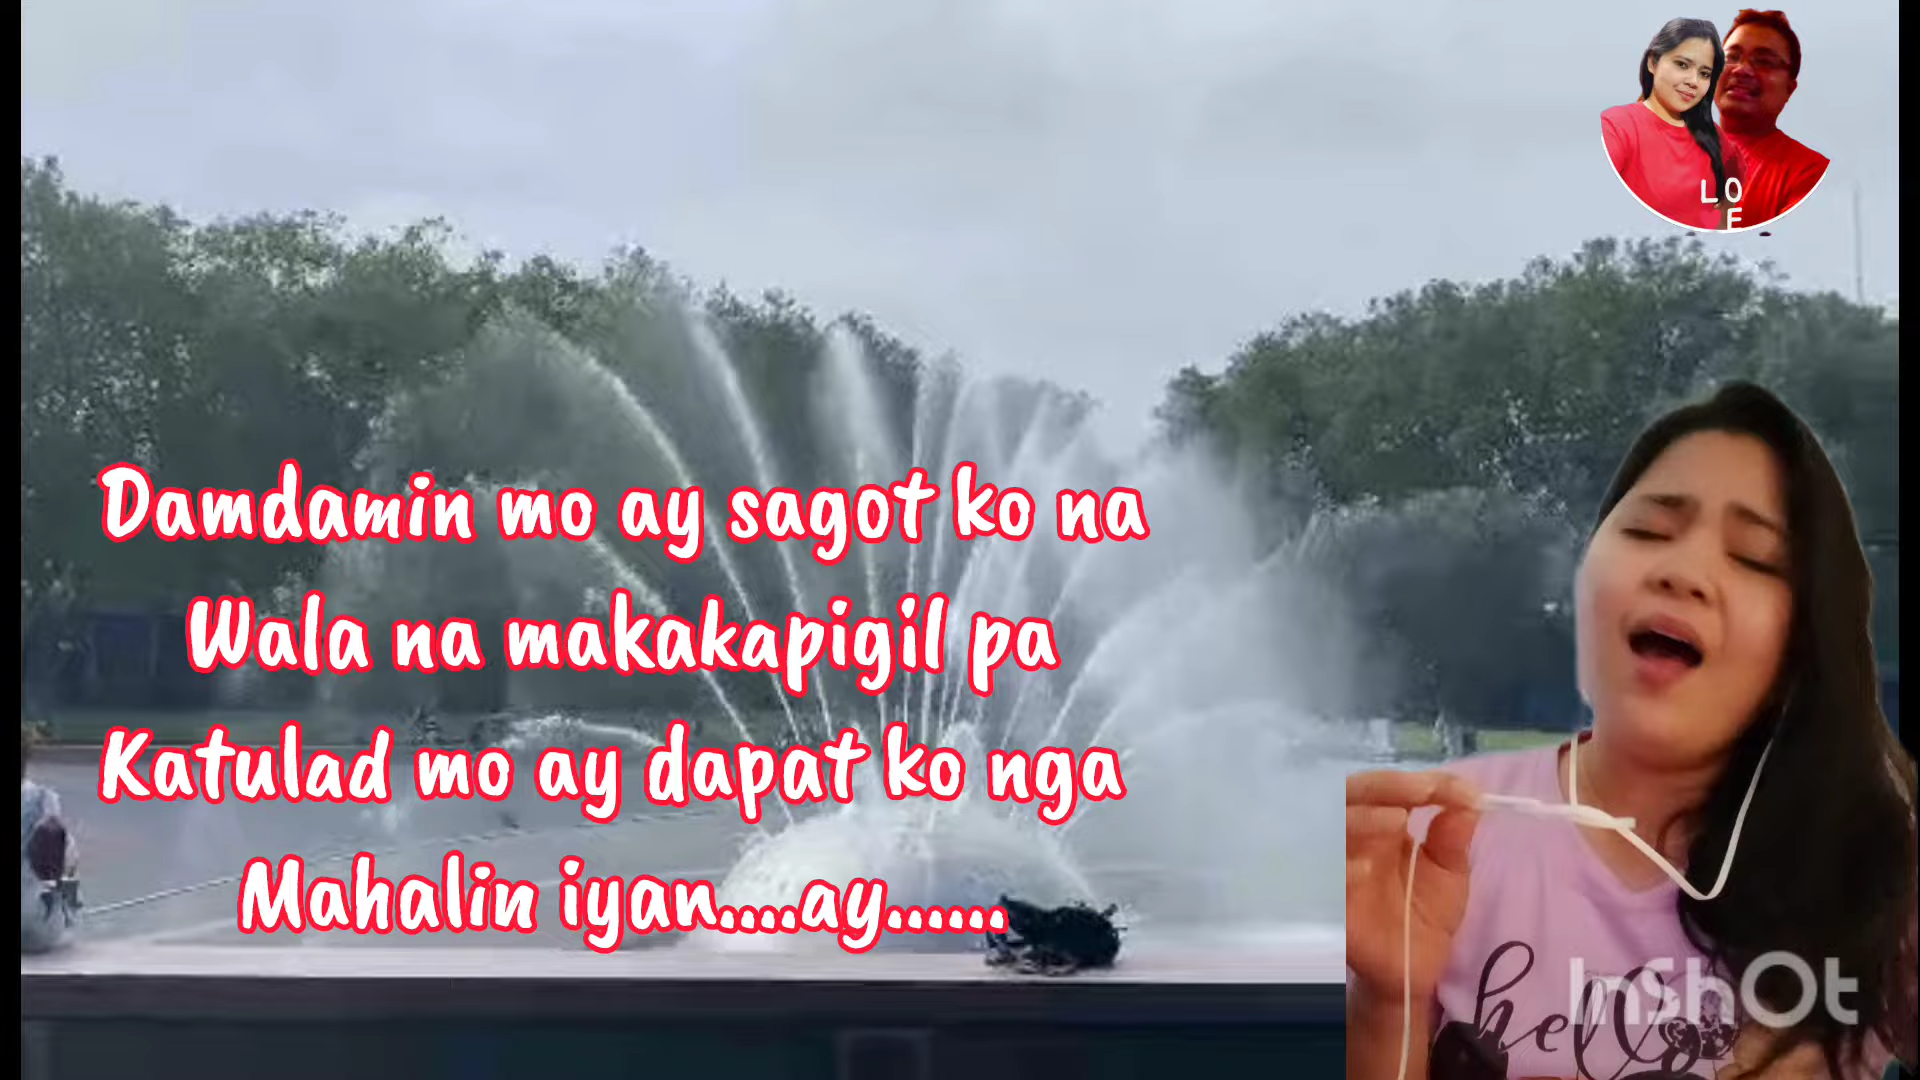 L O
E
Damdamin mo ay sagot ko na
Wala na makakapigil pa
Katulad mo ay dapat ko nga
Mahalin iyan....ay......
hello
InShOt